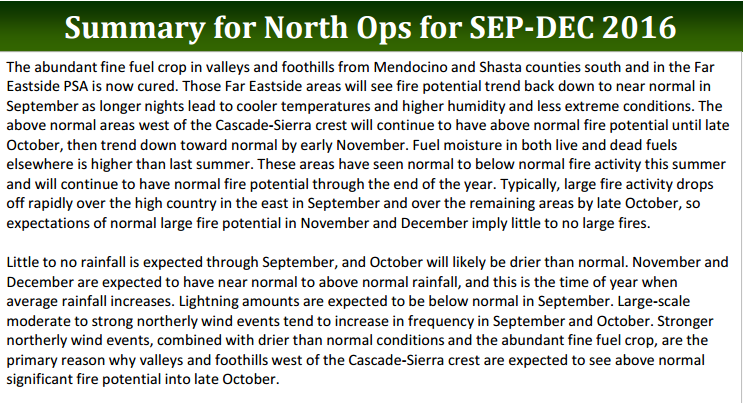 Summary for North Ops for SEP-DEC 2016
The abundant fine fuel crop in valleys and foothills from Mendocino and Shasta counties south and in the Far
Eastside PSA is now cured. Those Far Eastside areas will see fire potential trend back down to near normal in
September as longer nights lead to cooler temperatures and higher humidity and less extreme conditions. The
above normal areas west of the Cascade-Sierra crest will continue to have above normal fire potential until late
October, then trend down toward normal by early November. Fuel moisture in both live and dead fuels
elsewhere is higher than last summer. These areas have seen normal to below normal fire activity this summer
and will continue to have normal fire potential through the end of the year. Typically, large fire activity drops
off rapidly over the high country in the east in September and over the remaining areas by late October, so
expectations of normal large fire potential in November and December imply little to no large fires.
Little to no rainfall is expected through September, and October will likely be drier than normal. November and
December are expected to have near normal to above normal rainfall, and this is the time of year when
average rainfall increases. Lightning amounts are expected to be below normal in September. Large-scale
moderate to strong northerly wind events tend to increase in frequency in September and October. Stronger
northerly wind events, combined with drier than normal conditions and the abundant fine fuel crop, are the
primary reason why valleys and foothills west of the Cascade-Sierra crest are expected to see above normal
significant fire potential into late October.